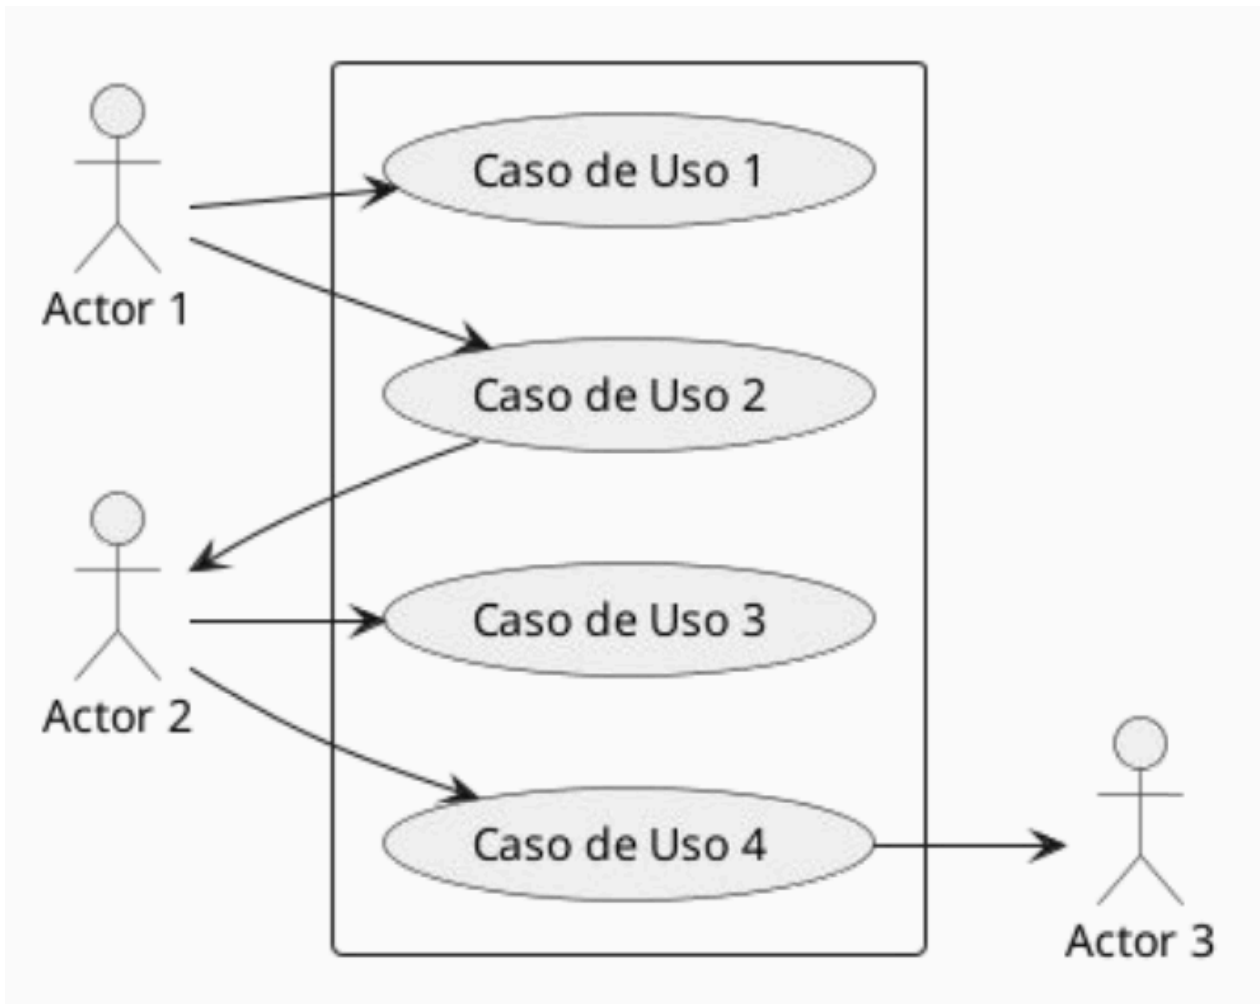 Caso de Uso 1
Actor 1
Caso de Uso 2
Caso de Uso 3
Actor 2
Caso de Uso 4
Actor 3